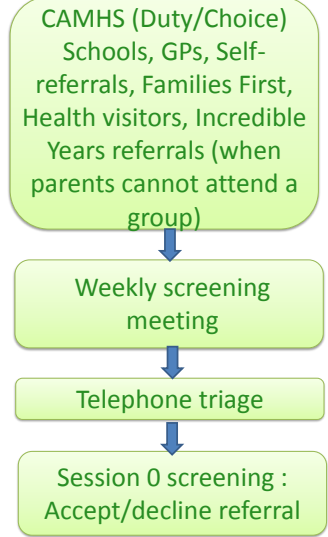 CAMHS (Duty/Choice)
Schools, GPs, Self-
referrals, Families First,
Health visitors, Incredible
Years referrals (when
parents cannot attend a
group)
Weekly screening
meeting
Telephone triage
Session 0 screening :
Accept/decline referral